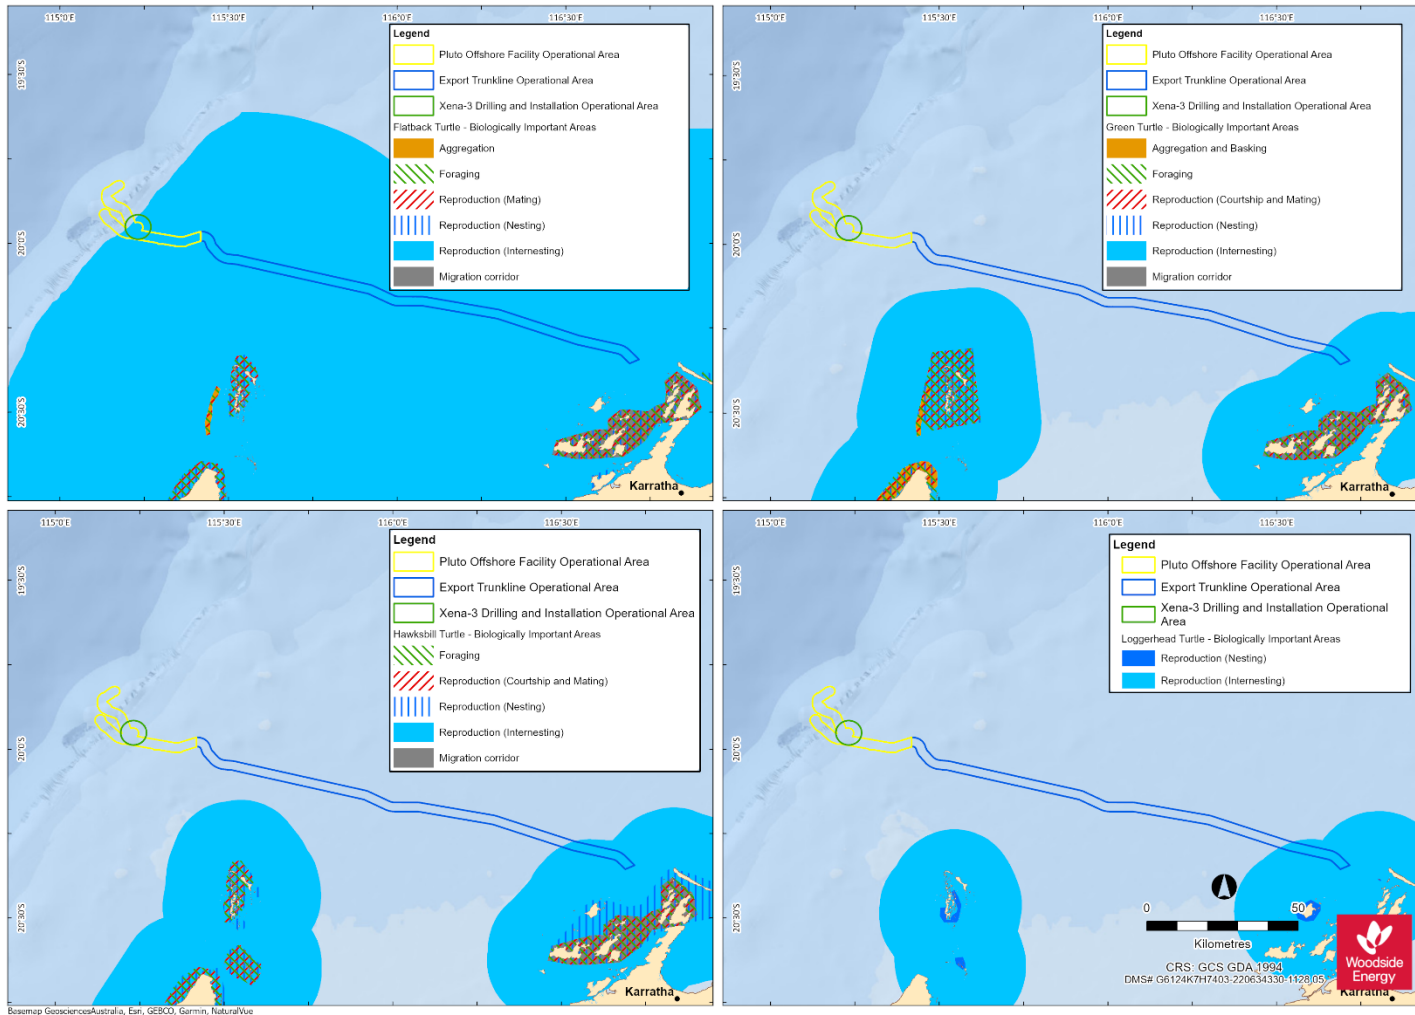 115°0'E
115°30'E
116°0'E
116°30'E
19°30'S
20°0'S
20°30'S
Legend
Pluto Offshore Facility Operational Area
Export Trunkline Operational Area
Xena-3 Drilling and Installation Operational Area
Flatback Turtle - Biologically Important Areas
Aggregation
Foraging
Reproduction (Mating)
Reproduction (Nesting)
Reproduction (Internesting)
Migration corridor
Karratha
115°0'E
115°30'E
116°0'E
116°30'E
19°30'S
20°0'S
20°30'S
Legend
Pluto Offshore Facility Operational Area
Export Trunkline Operational Area
Xena-3 Drilling and Installation Operational Area
Green Turtle - Biologically Important Areas
Aggregation and Basking
Foraging
Reproduction (Courtship and Mating)
Reproduction (Nesting)
Reproduction (Internesting)
Migration corridor
Karratha
115°0'E
115°30'E
116°0'E
116°30'E
19°30'S
20°0'S
20°30'S
Legend
Pluto Offshore Facility Operational Area
Export Trunkline Operational Area
Xena-3 Drilling and Installation Operational Area
Hawksbill Turtle - Biologically Important Areas
Foraging
Reproduction (Courtship and Mating)
Reproduction (Nesting)
Reproduction (Internesting)
Migration corridor
Karratha
115°0'E
115°30'E
116°0'E
116°30'E
19°30'S
20°0'S
20°30'S
Legend
Pluto Offshore Facility Operational Area
Export Trunkline Operational Area
Xena-3 Drilling and Installation Operational
Area
Loggerhead Turtle - Biologically Important Areas
Reproduction (Nesting)
Reproduction (Internesting)
0 50
Kilometres
CRS: GCS GDA 1994
DMS# G6124K7H7403-220634330-1128 05
Woodside
Energy
Karratha
Basemap GeosciencesAustralia, Esri, GEBCO, Garmin, NaturalVue